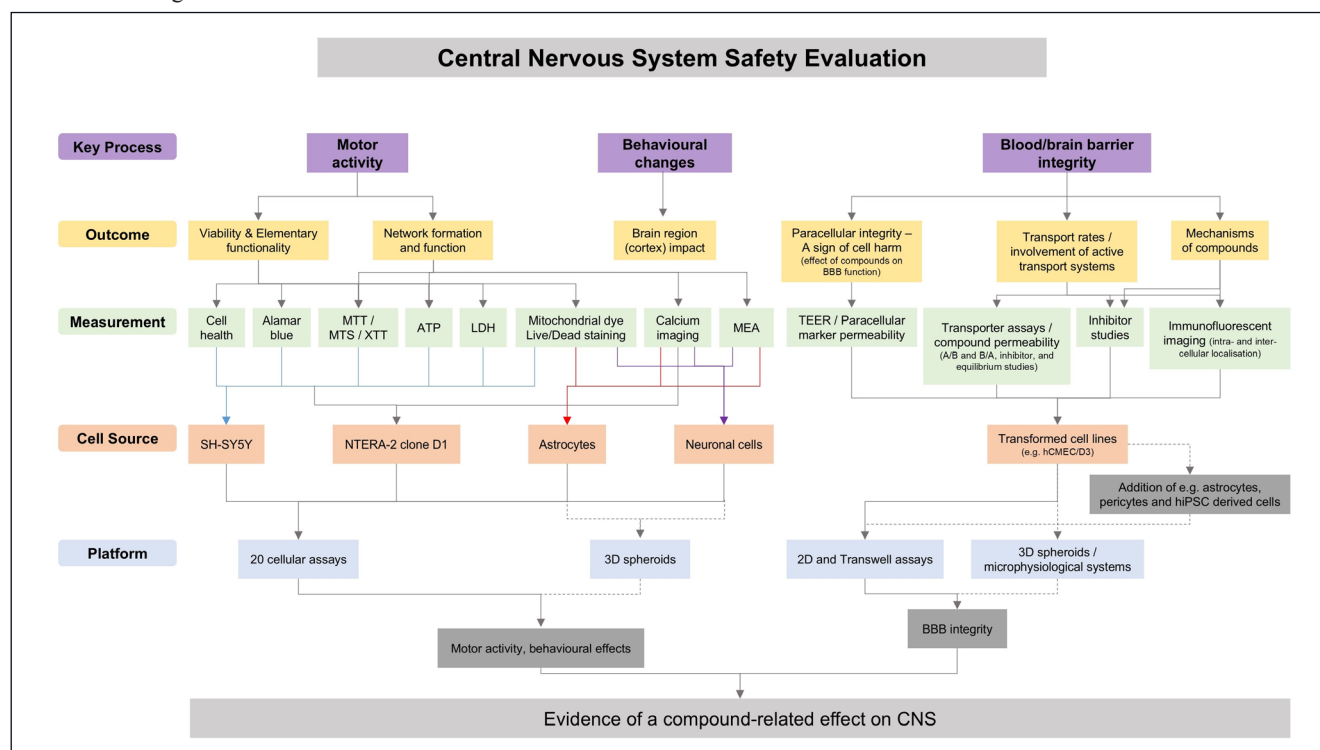 Central Nervous System Safety Evaluation
Key Process
Motor
activity
Behavioural
changes
Blood/brain barrier
integrity
Outcome
Viability & Elementary
functionality
Network formation
and function
Brain region
(cortex) impact
Paracellular integrity –
A sign of cell harm
(effect of compounds on
BBB function)
Transport rates /
involvement of active
transport systems
Mechanisms
of compounds
Measurement
Cell
health
Alamar
blue
MTT /
MTS / XTT
ATP
LDH
Mitochondrial dye
Live/Dead staining
Calcium
imaging
MEA
TEER / Paracellular
marker permeability
Transporter assays /
compound permeability
(A/B and B/A, inhibitor, and
equilibrium studies)
Inhibitor
studies
Immunofluorescent
imaging (intra- and inter-
cellular localisation)
Cell Source
SH-SY5Y
NTERA-2 clone D1
Astrocytes
Neuronal cells
Transformed cell lines
(e.g. hCMEC/D3)
Addition of e.g. astrocytes,
pericytes and hiPSC derived cells
Platform
20 cellular assays
3D spheroids
2D and Transwell assays
3D spheroids /
microphysiological systems
Motor activity, behavioural effects
BBB integrity
Evidence of a compound-related effect on CNS